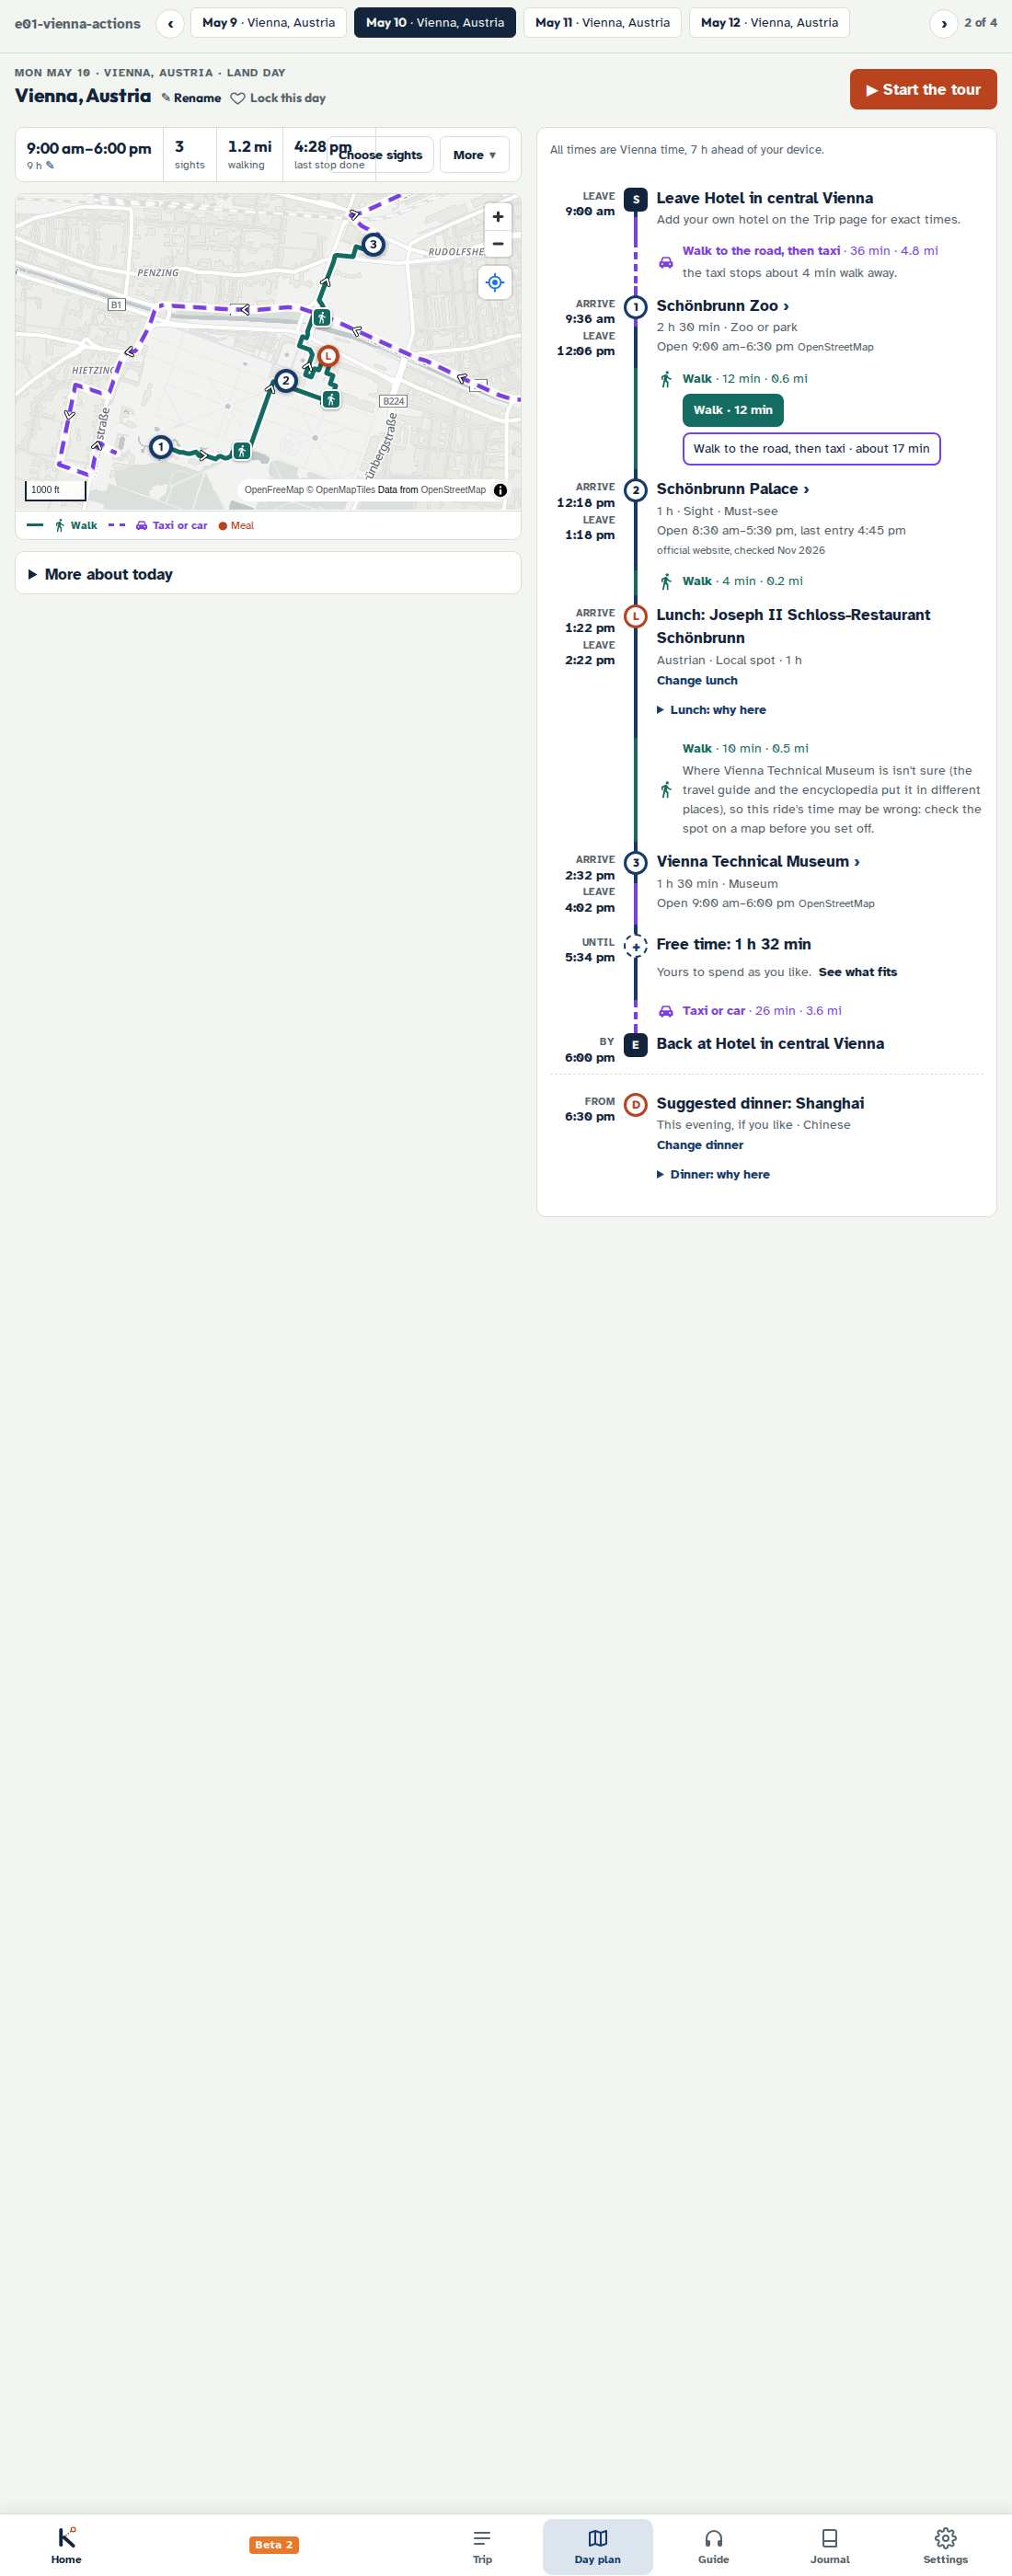 e01-vienna-actions
‹
May 9 · Vienna, Austria
May 10 · Vienna, Austria
May 11 · Vienna, Austria
May 12 · Vienna, Austria
›
2 of 4
MON MAY 10 · VIENNA, AUSTRIA · LAND DAY
Vienna, Austria ✎ Rename Lock this day
▶ Start the tour
9:00 am–6:00 pm
9 h ✎
3
sights
1.2 mi
walking
4:28 pm
last stop done
Choose sights
More ▾
PENZING
RUDOLFSHE
B1
HIETZING
B224
straße
ünbergstraße
1
2
3
L
+
−
1000 ft
OpenFreeMap © OpenMapTiles Data from OpenStreetMap
Walk
Taxi or car
Meal
▶ More about today
All times are Vienna time, 7 h ahead of your device.
LEAVE
9:00 am
S
Leave Hotel in central Vienna
Add your own hotel on the Trip page for exact times.
Walk to the road, then taxi · 36 min · 4.8 mi
the taxi stops about 4 min walk away.
ARRIVE
9:36 am
LEAVE
12:06 pm
1
Schönbrunn Zoo ›
2 h 30 min · Zoo or park
Open 9:00 am–6:30 pm OpenStreetMap
Walk · 12 min · 0.6 mi
Walk · 12 min
Walk to the road, then taxi · about 17 min
ARRIVE
12:18 pm
LEAVE
1:18 pm
2
Schönbrunn Palace ›
1 h · Sight · Must-see
Open 8:30 am–5:30 pm, last entry 4:45 pm
official website, checked Nov 2026
Walk · 4 min · 0.2 mi
ARRIVE
1:22 pm
LEAVE
2:22 pm
L
Lunch: Joseph II Schloss-Restaurant
Schönbrunn
Austrian · Local spot · 1 h
Change lunch
▶ Lunch: why here
Walk · 10 min · 0.5 mi
Where Vienna Technical Museum is isn't sure (the
travel guide and the encyclopedia put it in different
places), so this ride's time may be wrong: check the
spot on a map before you set off.
ARRIVE
2:32 pm
LEAVE
4:02 pm
3
Vienna Technical Museum ›
1 h 30 min · Museum
Open 9:00 am–6:00 pm OpenStreetMap
UNTIL
5:34 pm
+
Free time: 1 h 32 min
Yours to spend as you like. See what fits
Taxi or car · 26 min · 3.6 mi
BY
6:00 pm
E
Back at Hotel in central Vienna
FROM
6:30 pm
D
Suggested dinner: Shanghai
This evening, if you like · Chinese
Change dinner
▶ Dinner: why here
Home
Beta 2
Trip
Day plan
Guide
Journal
Settings